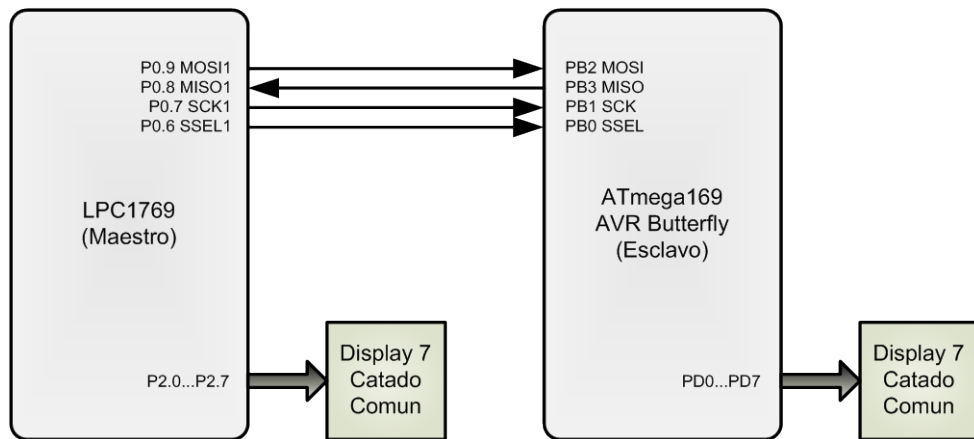 P0.9 MOSI1
P0.8 MISO1
P0.7 SCK1
P0.6 SSEL1
LPC1769
(Maestro)
P2.0...P2.7
Display 7
Catado
Comun
PB2 MOSI
PB3 MISO
PB1 SCK
PB0 SSEL
ATmega169
AVR Butterfly
(Esclavo)
PD0...PD7
Display 7
Catado
Comun